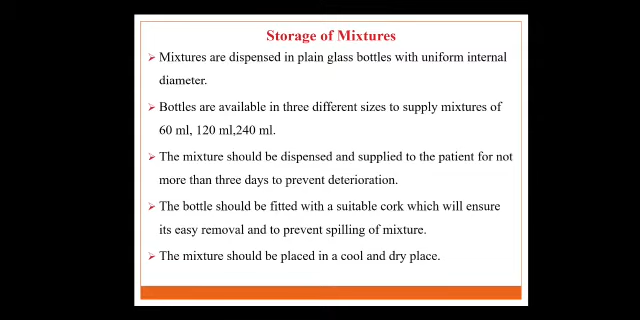 Storage of Mixtures
➢ Mixtures are dispensed in plain glass bottles with uniform internal
diameter.
➢ Bottles are available in three different sizes to supply mixtures of
60 ml, 120 ml,240 ml.
➢ The mixture should be dispensed and supplied to the patient for not
more than three days to prevent deterioration.
➢ The bottle should be fitted with a suitable cork which will ensure
its easy removal and to prevent spilling of mixture.
➢ The mixture should be placed in a cool and dry place.